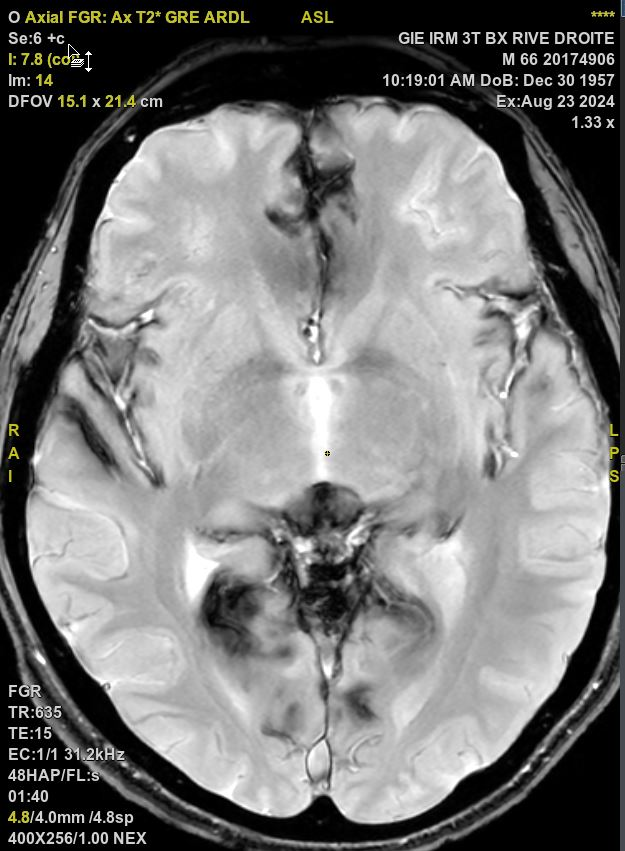 O Axial FGR: Ax T2* GRE ARDL
ASL
****
Se:6 +c
GIE IRM 3T BX RIVE DROITE
I: 7.8
M 66 20174906
Im: 14
10:19:01 AM DoB: Dec 30 1957
DFOV 15.1 x 21.4 cm
Ex:Aug 23 2024
1.33 x
R
A
I
L
P
S
FGR
TR:635
TE:15
EC:1/1 31.2kHz
48HAP/FL:s
01:40
4.8/4.0mm /4.8sp
400X256/1.00 NEX